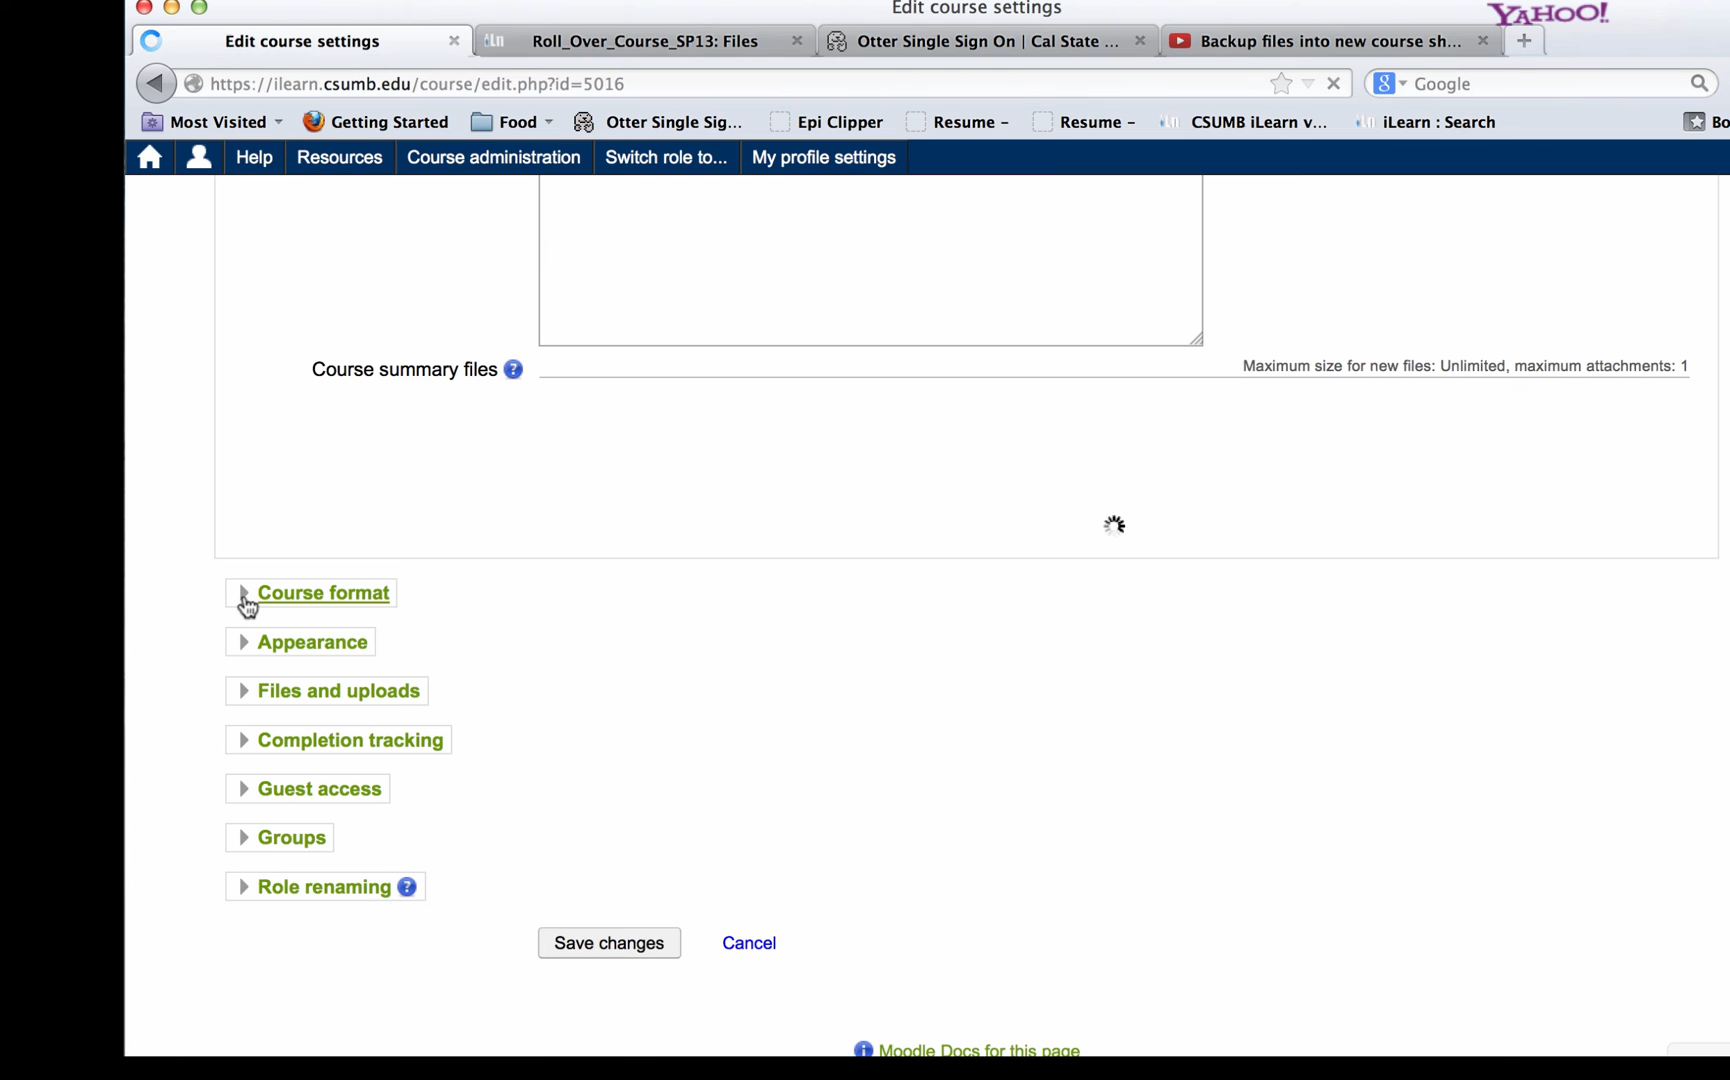 Edit course settings
YAHOO!
Edit course settings
Ln
Roll_Over_Course_SP13: Files
Otter Single Sign On | Cal State ...
Backup files into new course sh...
https://ilearn.csumb.edu/course/edit.php?id=5016
Google
Most Visited
Getting Started
Food
Otter Single Sig...
Epi Clipper
Resume –
Resume –
CSUMB iLearn v...
iLearn : Search
Bo
Help
Resources
Course administration
Switch role to...
My profile settings
Course summary files
Maximum size for new files: Unlimited, maximum attachments: 1
Course format
Appearance
Files and uploads
Completion tracking
Guest access
Groups
Role renaming
Save changes
Cancel
Moodle Docs for this page